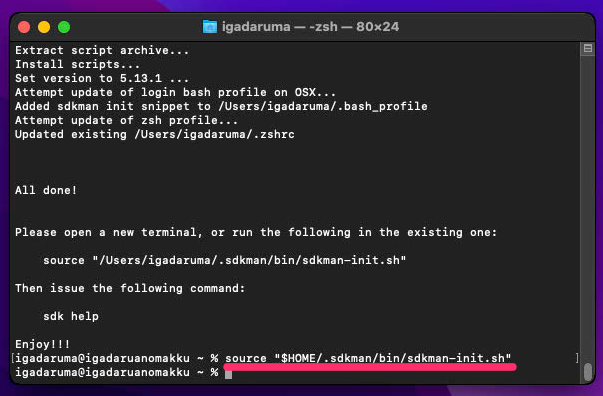 igadaruma — -zsh — 80×24
Extract script archive...
Install scripts...
Set version to 5.13.1 ...
Attempt update of login bash profile on OSX...
Added sdkman init snippet to /Users/igadaruma/.bash_profile
Attempt update of zsh profile...
Updated existing /Users/igadaruma/.zshrc
All done!
Please open a new terminal, or run the following in the existing one:
source "/Users/igadaruma/.sdkman/bin/sdkman-init.sh"
Then issue the following command:
sdk help
Enjoy!!!
[igadaruma@igadaruanomakku ~ % source "$HOME/.sdkman/bin/sdkman-init.sh" ]
igadaruma@igadaruanomakku ~ %